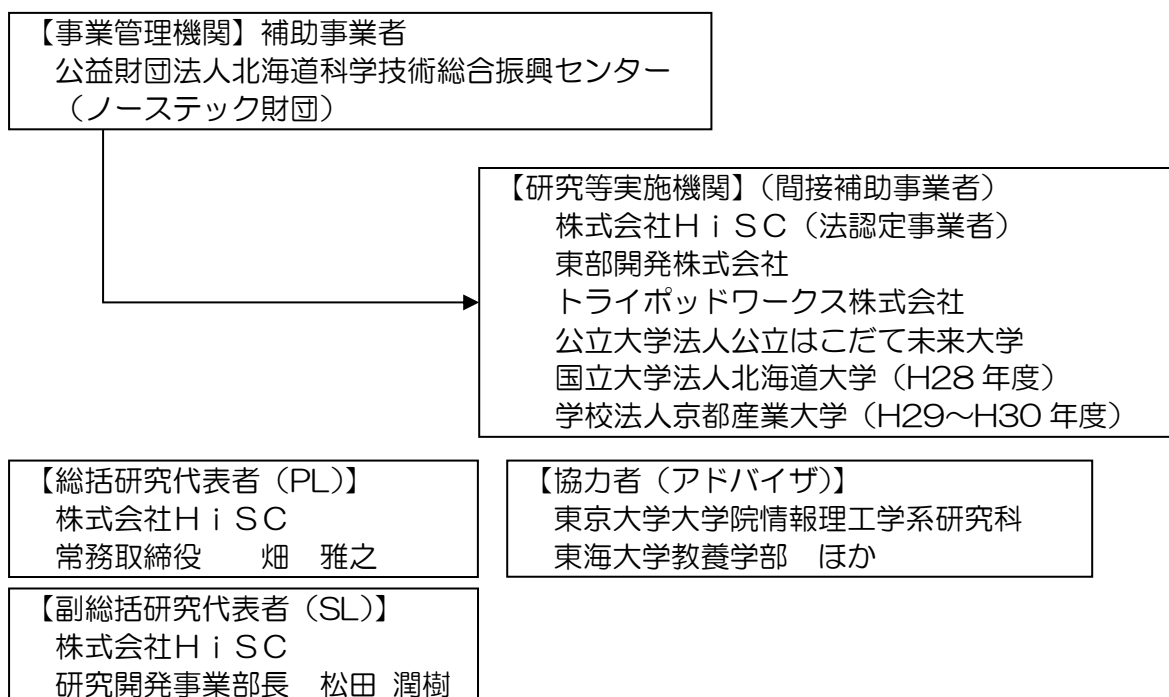 【事業管理機関】補助事業者
公益財団法人北海道科学技術総合振興センター
（ノーステック財団）
【研究等実施機関】（間接補助事業者）
株式会社ＨｉＳＣ（法認定事業者）
東部開発株式会社
トライポッドワークス株式会社
公立大学法人公立はこだて未来大学
国立大学法人北海道大学（H28 年度）
学校法人京都産業大学（H29～H30 年度）
【総括研究代表者（PL）】
株式会社ＨｉＳＣ
常務取締役　　畑　雅之
【協力者（アドバイザ）】
東京大学大学院情報理工学系研究科
東海大学教養学部　ほか
【副総括研究代表者（SL）】
株式会社ＨｉＳＣ
研究開発事業部長　松田 潤樹